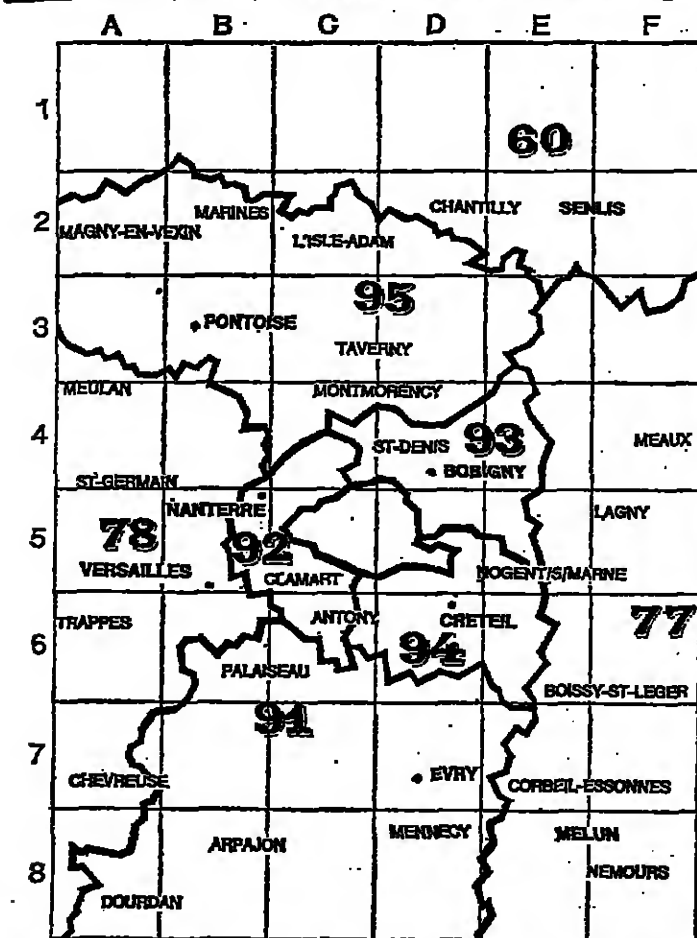 A B C D E F
1
60
2
MARINES
CHANTILLY
SENLIS
MAGNY-EN-VEXIN
L'ISLE-ADAM
95
3
PONTOISE
TAVERNY
MEULAN
MONTMORENCY
4
ST-DENIS
93
BOBIGNY
MEAUX
ST-GERMAIN
NANTERRE
LAGNY
5
78
92
VERSAILLES
CLAMART
NOGENT/S/MARNE
TRAPPES
ANTONY
CRETEIL
77
6
94
PALAISEAU
BOISSY-ST-LEGER
91
7
CHEVREUSE
EVRY
CORBEIL-ESSONNES
MENNECY
MELUN
ARPAJON
8
NEMOURS
DOURDAN